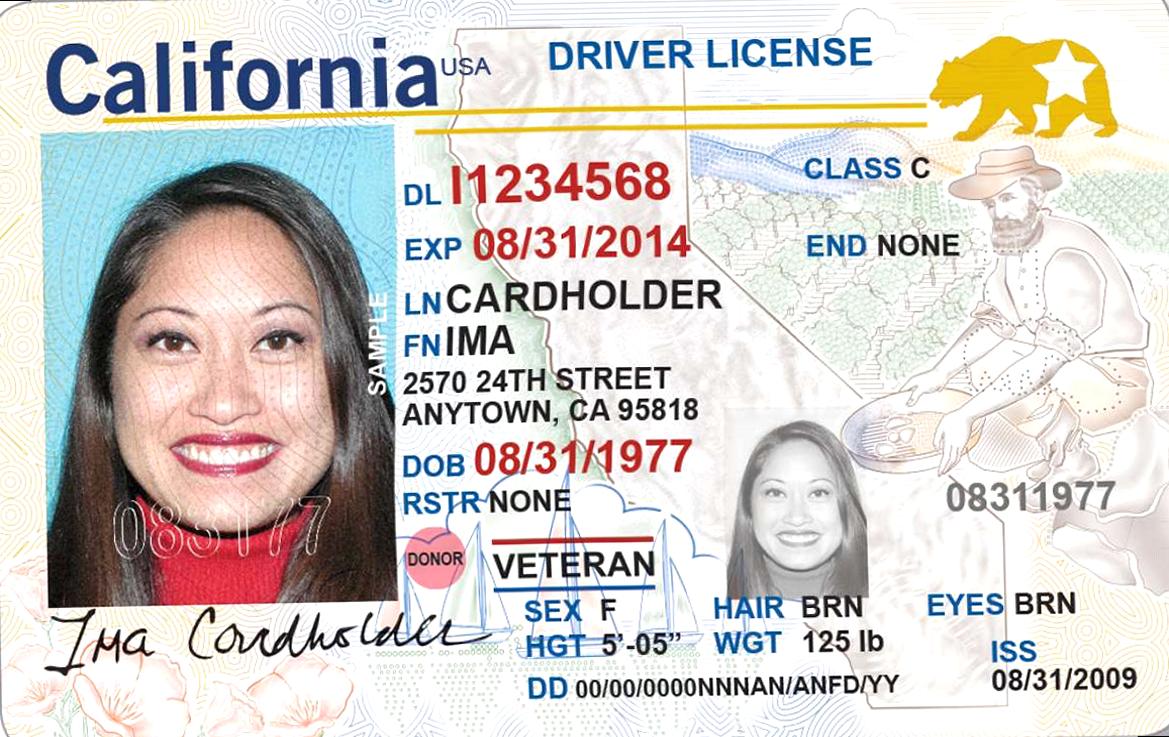 California USA DRIVER LICENSE
DL I1234568 CLASS C
EXP 08/31/2014 END NONE
LN CARDHOLDER
FN IMA
2570 24TH STREET
ANYTOWN, CA 95818
DOB 08/31/1977
RSTR NONE
08311977
SAMPLE
083177
DONOR
VETERAN
SEX F HAIR BRN EYES BRN
HGT 5'-05" WGT 125 lb
ISS
DD 00/00/0000NNNAN/ANFD/YY 08/31/2009
Ima Cardholder